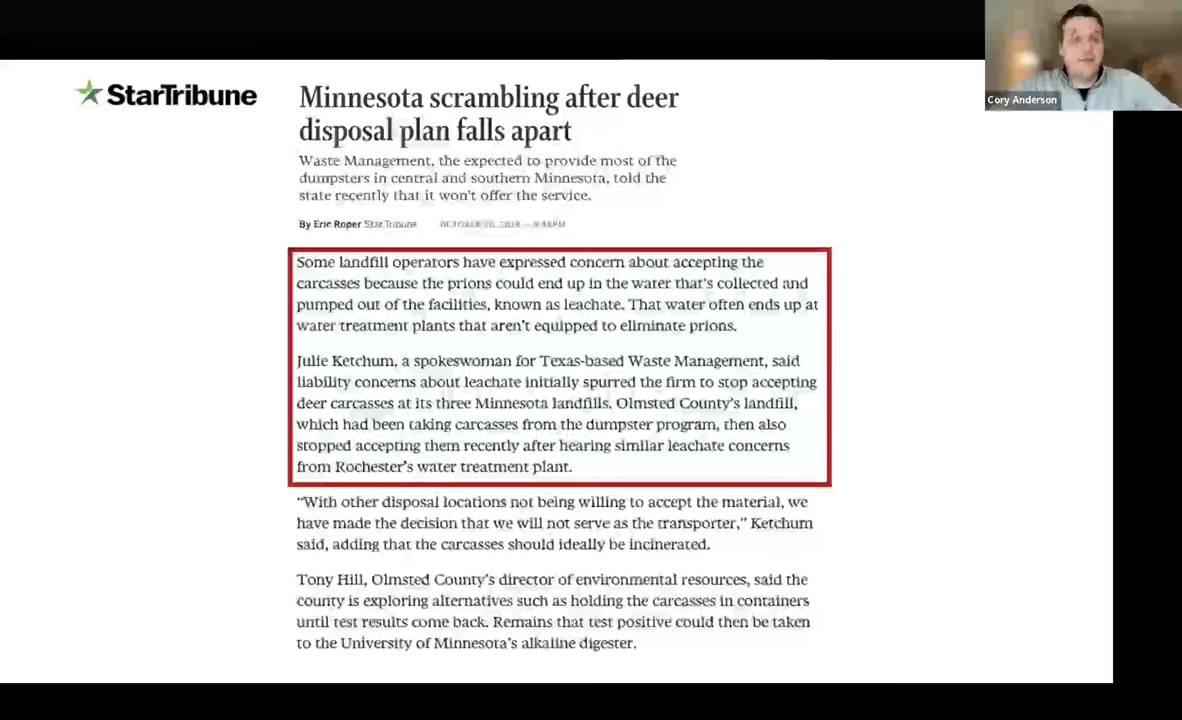 Cory Anderson
StarTribune
Minnesota scrambling after deer
disposal plan falls apart
Waste Management, the expected to provide most of the
dumpsters in central and southern Minnesota, told the
state recently that it won't offer the service.
By Eric Roper Star Tribune
Some landfill operators have expressed concern about accepting the
carcasses because the prions could end up in the water that's collected and
pumped out of the facilities, known as leachate. That water often ends up at
water treatment plants that aren't equipped to eliminate prions.
Julie Ketchum, a spokeswoman for Texas-based Waste Management, said
liability concerns about leachate initially spurred the firm to stop accepting
deer carcasses at its three Minnesota landfills. Olmsted County's landfill,
which had been taking carcasses from the dumpster program, then also
stopped accepting them recently after hearing similar leachate concerns
from Rochester's water treatment plant.
"With other disposal locations not being willing to accept the material, we
have made the decision that we will not serve as the transporter," Ketchum
said, adding that the carcasses should ideally be incinerated.
Tony Hill, Olmsted County's director of environmental resources, said the
county is exploring alternatives such as holding the carcasses in containers
until test results come back. Remains that test positive could then be taken
to the University of Minnesota's alkaline digester.